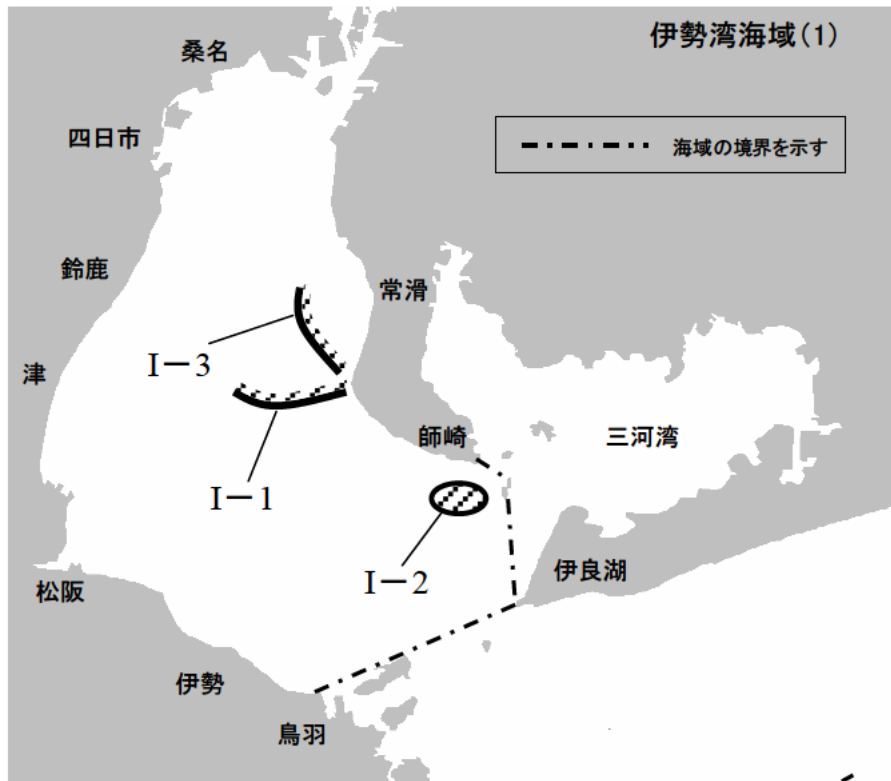 伊勢湾海域(1)
桑名
四日市
海域の境界を示す
鈴鹿
常滑
I-3
津
師崎
三河湾
I-1
伊良湖
I-2
松阪
伊勢
鳥羽